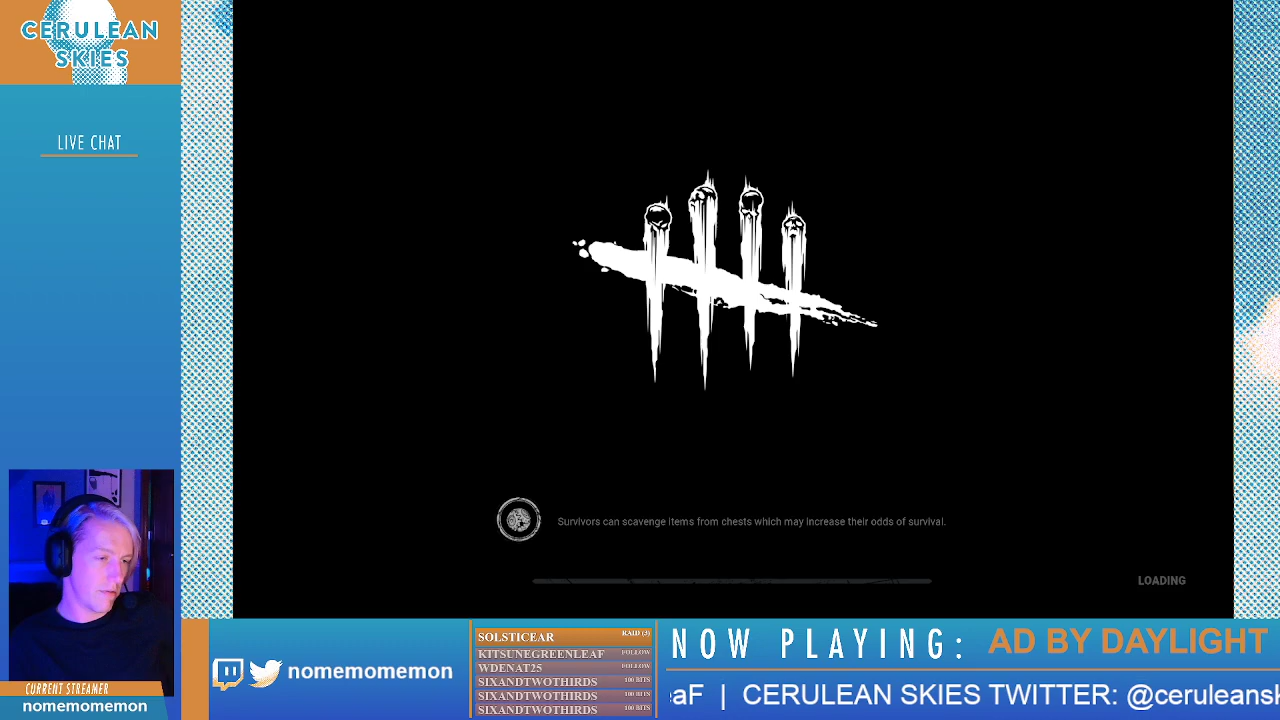 CERULEAN
SKIES
LIVE CHAT
Survivors can scavenge items from chests which may increase their odds of survival.
LOADING
CURRENT STREAMER
nomemomemon
nomemomemon
SOLSTICEAR RAID (3)
KITSUNEGREENLEAF FOLLOW
WDENAT25 FOLLOW
SIXANDTWOTHIRDS 100 BITS
SIXANDTWOTHIRDS 100 BITS
SIXANDTWOTHIRDS 100 BITS
NOW PLAYING: AD BY DAYLIGHT
eaF | CERULEAN SKIES TWITTER: @ceruleansk